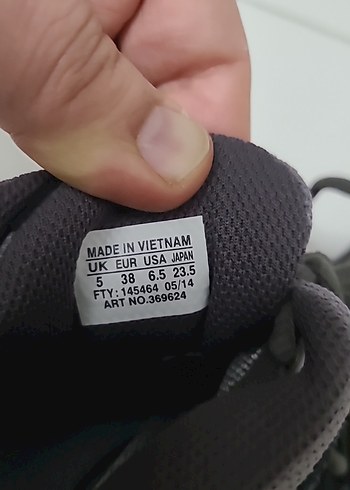 MADE IN VIETNAM
UK EUR USA JAPAN
5 38 6.5 23.5
FTY: 145464 05/14
ART NO.369624